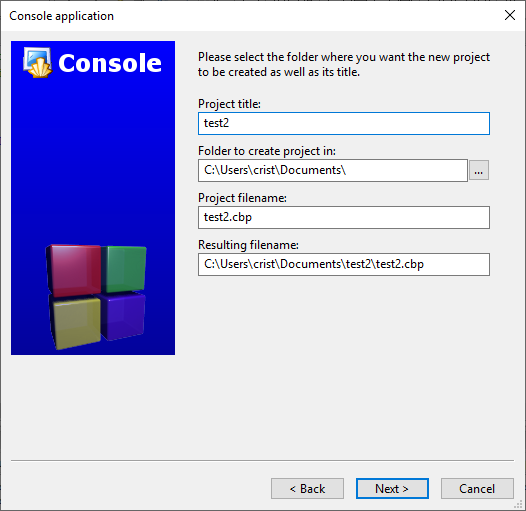 Console application
Console
Please select the folder where you want the new project
to be created as well as its title.
Project title:
test2
Folder to create project in:
C:\Users\crist\Documents\
...
Project filename:
test2.cbp
Resulting filename:
C:\Users\crist\Documents\test2\test2.cbp
< Back
Next >
Cancel